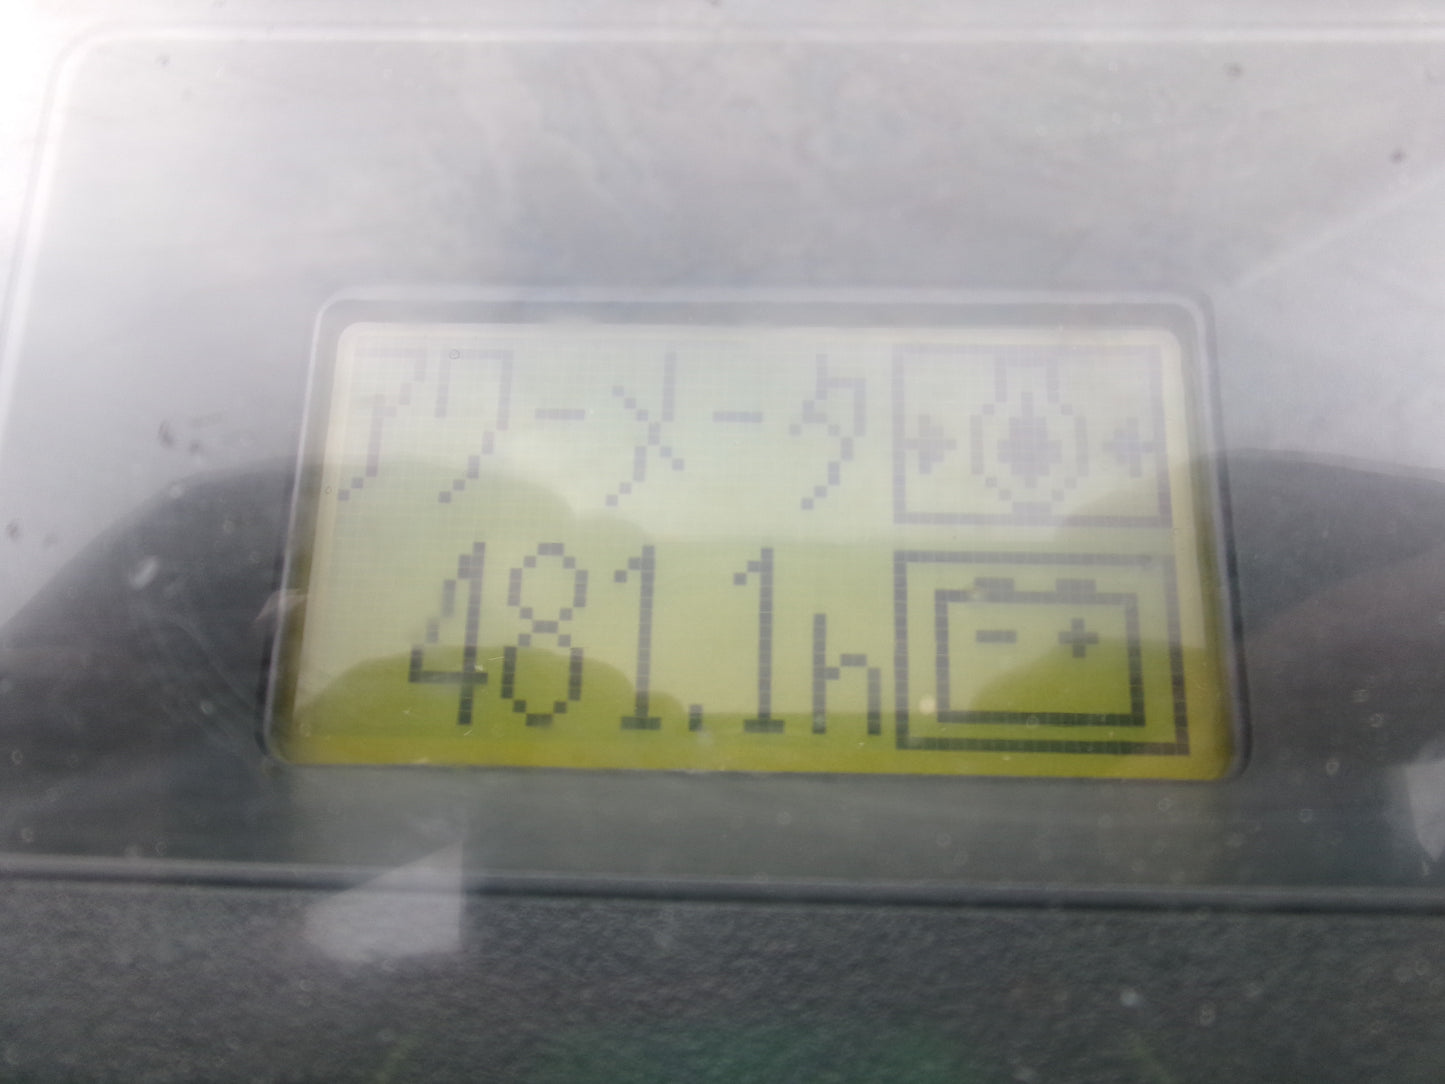 アワーメータ
481.1h
- +